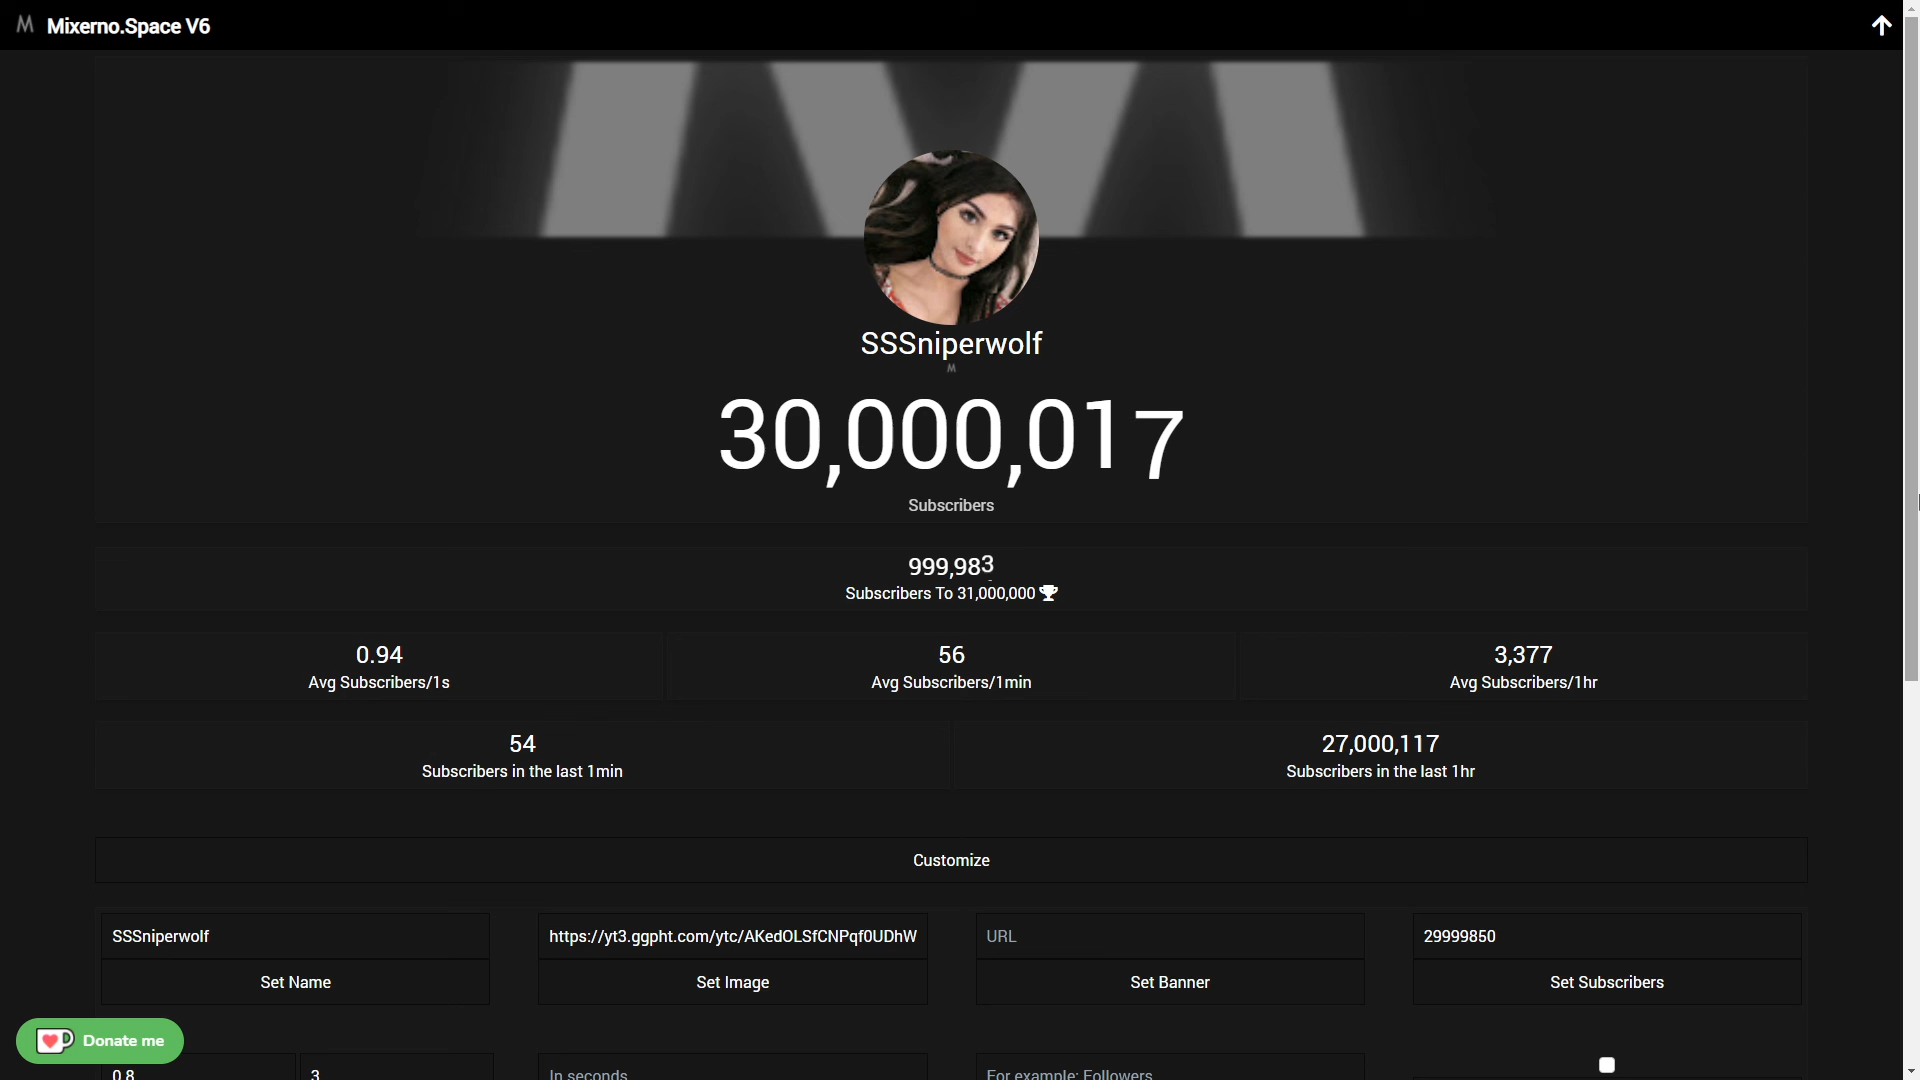 M Mixerno.Space V6
SSSniperwolf
M
30,000,017
Subscribers
999,983
Subscribers To 31,000,000
0.94
Avg Subscribers/1s
56
Avg Subscribers/1min
3,377
Avg Subscribers/1hr
54
Subscribers in the last 1min
27,000,117
Subscribers in the last 1hr
Customize
SSSniperwolf
Set Name
https://yt3.ggpht.com/ytc/AKedOLSfCNPqf0UDhW
Set Image
URL
Set Banner
29999850
Set Subscribers
Donate me
0.8
3
In seconds
For example: Followers